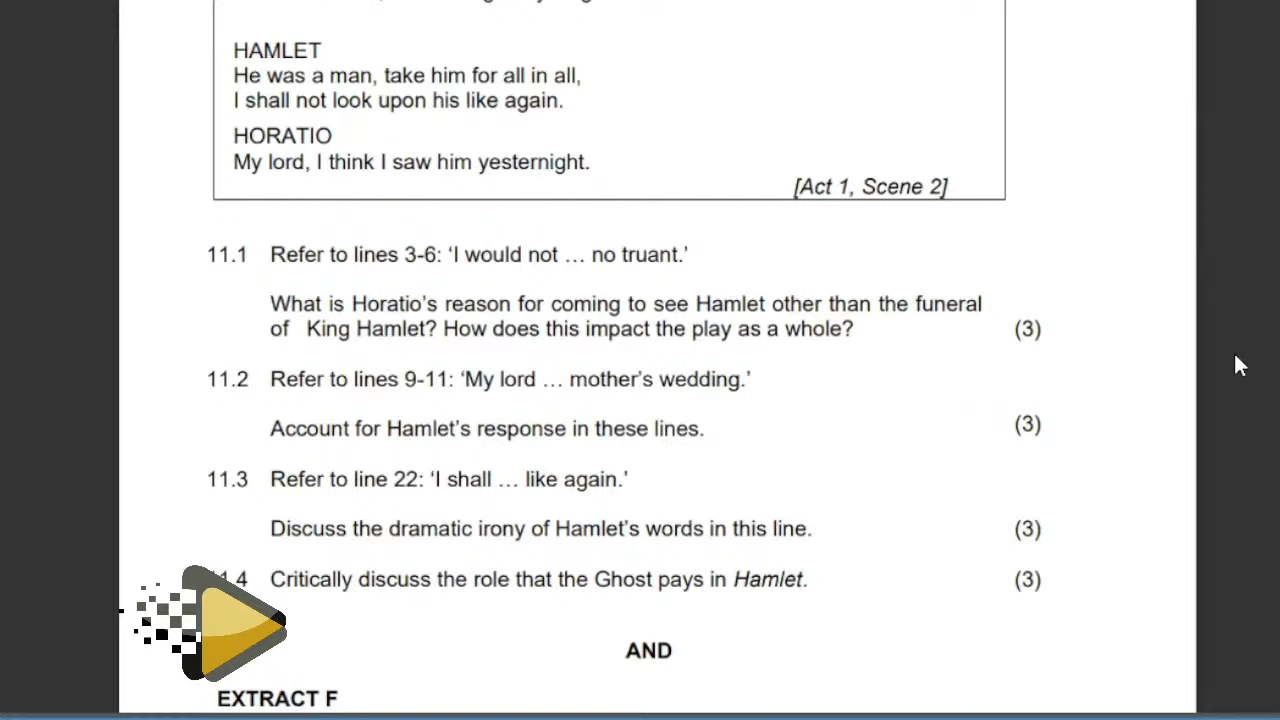 HAMLET
He was a man, take him for all in all,
I shall not look upon his like again.
HORATIO
My lord, I think I saw him yesternight.
[Act 1, Scene 2]
11.1 Refer to lines 3-6: ‘I would not … no truant.’
What is Horatio’s reason for coming to see Hamlet other than the funeral
of King Hamlet? How does this impact the play as a whole? (3)
11.2 Refer to lines 9-11: ‘My lord … mother’s wedding.’
Account for Hamlet’s response in these lines. (3)
11.3 Refer to line 22: ‘I shall … like again.’
Discuss the dramatic irony of Hamlet’s words in this line. (3)
11.4 Critically discuss the role that the Ghost pays in Hamlet. (3)
AND
EXTRACT F